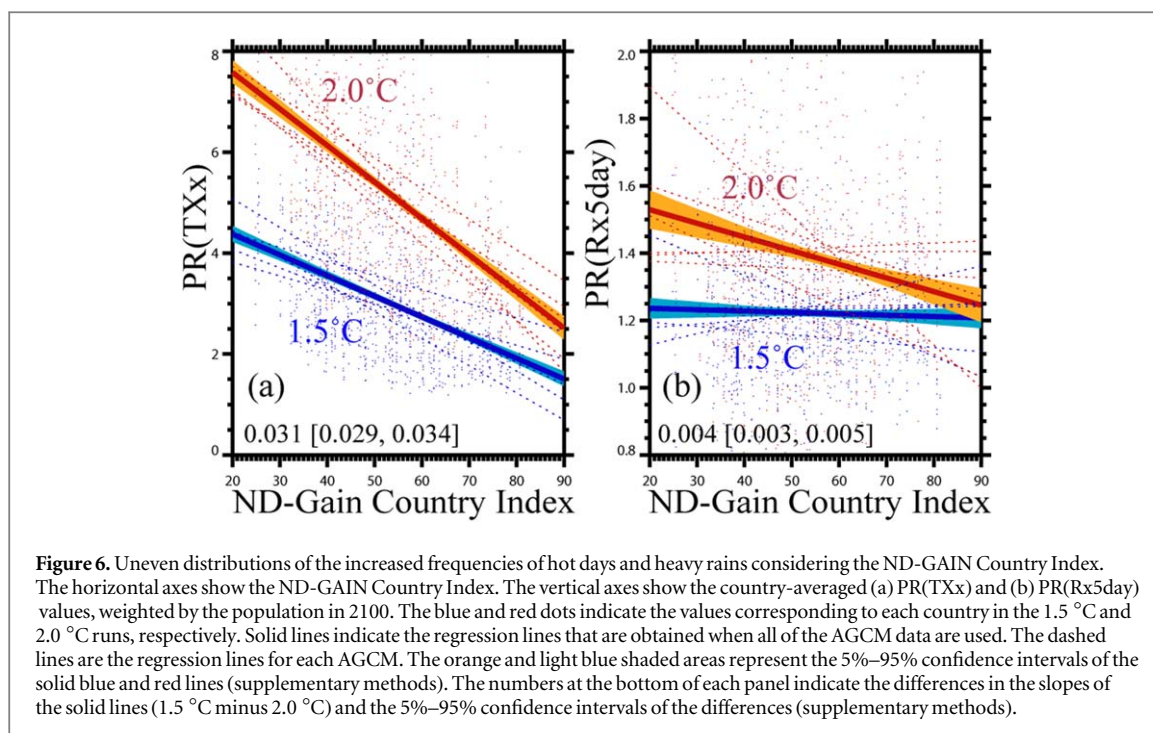 8
6
4
2
0
PR(TXx)
2.0°C
1.5°C
(a)
0.031 [0.029, 0.034]
20 30 40 50 60 70 80 90
ND-Gain Country Index
2.0
1.8
1.6
1.4
1.2
1.0
0.8
PR(Rx5day)
2.0°C
1.5°C
(b)
0.004 [0.003, 0.005]
20 30 40 50 60 70 80 90
ND-Gain Country Index
Figure 6. Uneven distributions of the increased frequencies of hot days and heavy rains considering the ND-GAIN Country Index.
The horizontal axes show the ND-GAIN Country Index. The vertical axes show the country-averaged (a) PR(TXx) and (b) PR(Rx5day)
values, weighted by the population in 2100. The blue and red dots indicate the values corresponding to each country in the 1.5 °C and
2.0 °C runs, respectively. Solid lines indicate the regression lines that are obtained when all of the AGCM data are used. The dashed
lines are the regression lines for each AGCM. The orange and light blue shaded areas represent the 5%–95% confidence intervals of the
solid blue and red lines (supplementary methods). The numbers at the bottom of each panel indicate the differences in the slopes of
the solid lines (1.5 °C minus 2.0 °C) and the 5%–95% confidence intervals of the differences (supplementary methods).